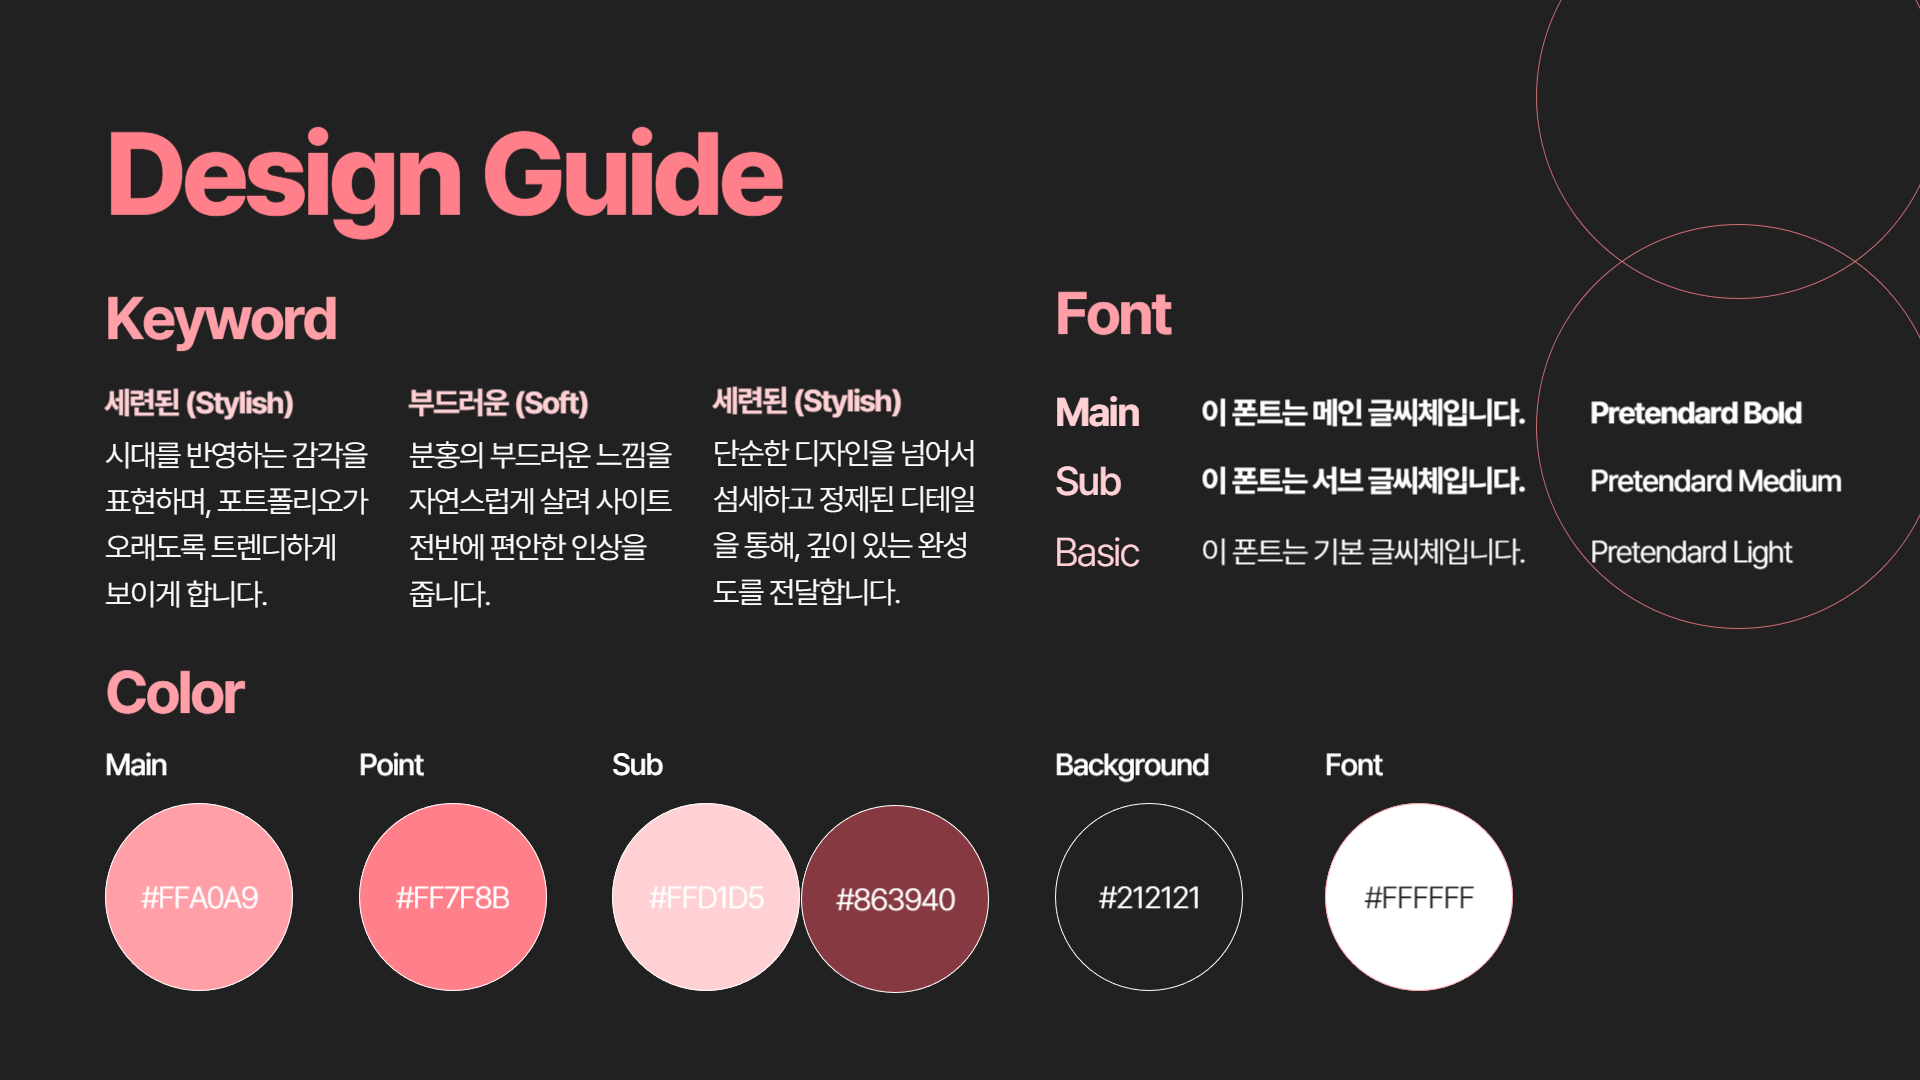 Design Guide
Keyword
세련된 (Stylish)
시대를 반영하는 감각을
표현하며, 포트폴리오가
오래도록 트렌디하게
보이게 합니다.
부드러운 (Soft)
분홍의 부드러운 느낌을
자연스럽게 살려 사이트
전반에 편안한 인상을
줍니다.
세련된 (Stylish)
단순한 디자인을 넘어서
섬세하고 정제된 디테일
을 통해, 깊이 있는 완성
도를 전달합니다.
Font
Main 이 폰트는 메인 글씨체입니다. Pretendard Bold
Sub 이 폰트는 서브 글씨체입니다. Pretendard Medium
Basic 이 폰트는 기본 글씨체입니다. Pretendard Light
Color
Main
#FFA0A9
Point
#FF7F8B
Sub
#FFD1D5
#863940
Background
#212121
Font
#FFFFFF